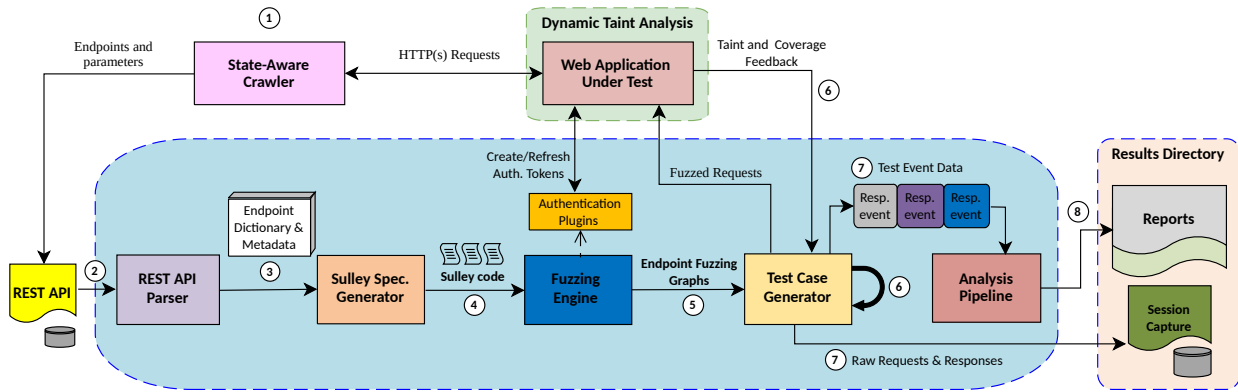 1
Dynamic Taint Analysis
Endpoints and
parameters
State-Aware
Crawler
HTTP(s) Requests
Web Application
Under Test
Taint and Coverage
Feedback
6
Create/Refresh
Auth. Tokens
Fuzzed Requests
7 Test Event Data
Results Directory
Endpoint
Dictionary &
Metadata
Authentication
Plugins
Resp.
event
Resp.
event
Resp.
event
8
Reports
2
3
Sulley code
4
Endpoint Fuzzing
Graphs
5
6
REST API
REST API
Parser
Sulley Spec.
Generator
Fuzzing
Engine
Test Case
Generator
Analysis
Pipeline
Session
Capture
7 Raw Requests & Responses